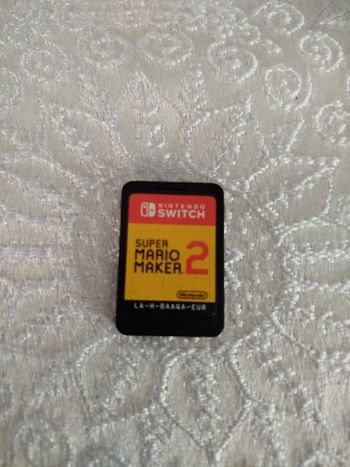 NINTENDO
SWITCH
SUPER
MARIO
MAKER 2
Nintendo
LA-H-BAAQA-EUR